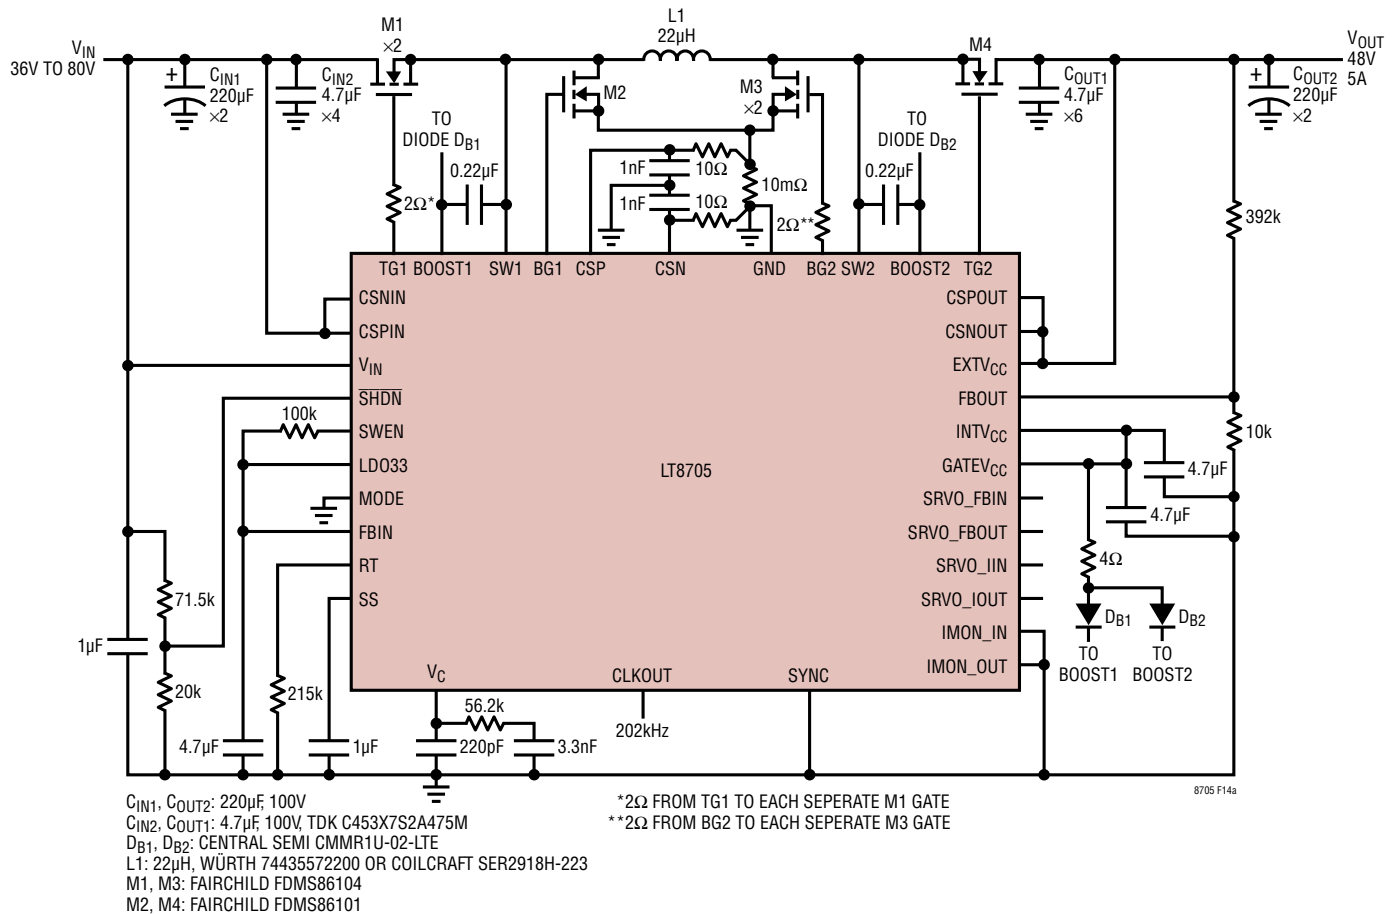 VIN
36V TO 80V
CIN1
220µF
×2
CIN2
4.7µF
×4
M1
×2
L1
22µH
M2
M3
×2
M4
COUT1
4.7µF
×6
COUT2
220µF
×2
VOUT
48V
5A
TO
DIODE DB1
0.22µF
2Ω*
1nF
10Ω
1nF
10Ω
10mΩ
2Ω**
TO
DIODE DB2
0.22µF
392k
TG1
BOOST1
SW1
BG1
CSP
CSN
GND
BG2
SW2
BOOST2
TG2
CSNIN
CSPIN
VIN
SHDN
SWEN
LDO33
MODE
FBIN
RT
SS
100k
LT8705
CSPOUT
CSNOUT
EXTVCC
FBOUT
INTVCC
GATEVCC
SRVO_FBIN
SRVO_FBOUT
SRVO_IIN
SRVO_IOUT
IMON_IN
IMON_OUT
10k
4.7µF
4.7µF
4Ω
DB1
DB2
TO
BOOST1
TO
BOOST2
71.5k
1µF
20k
215k
4.7µF
1µF
VC
CLKOUT
SYNC
56.2k
220pF
3.3nF
202kHz
8705 F14a
CIN1, COUT2: 220µF, 100V
CIN2, COUT1: 4.7µF, 100V, TDK C453X7S2A475M
DB1, DB2: CENTRAL SEMI CMMR1U-02-LTE
L1: 22µH, WÜRTH 74435572200 OR COILCRAFT SER2918H-223
M1, M3: FAIRCHILD FDMS86104
M2, M4: FAIRCHILD FDMS86101
*2Ω FROM TG1 TO EACH SEPERATE M1 GATE
**2Ω FROM BG2 TO EACH SEPERATE M3 GATE